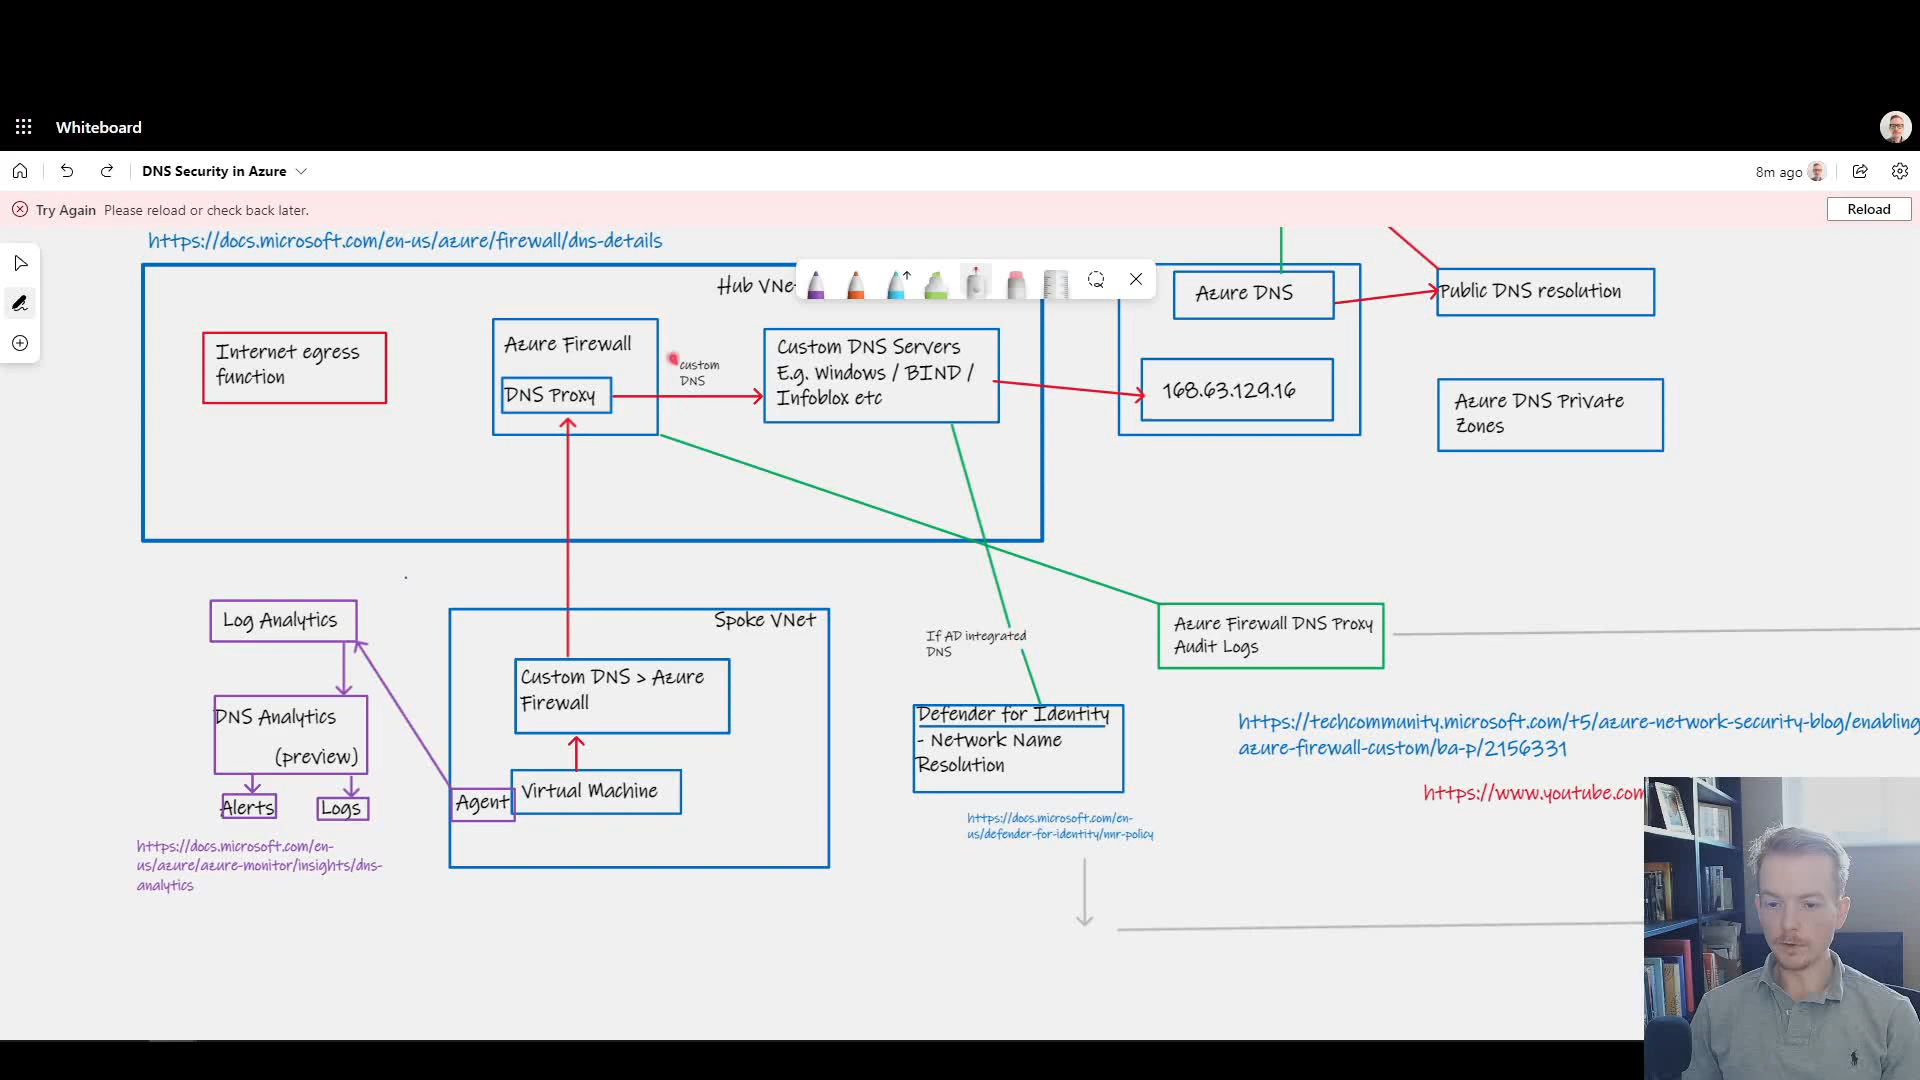 Whiteboard
DNS Security in Azure
8m ago
Try Again Please reload or check back later.
Reload
https://docs.microsoft.com/en-us/azure/firewall/dns-details
Hub VNe
Internet egress
function
Azure Firewall
DNS Proxy
custom
DNS
Custom DNS Servers
E.g. Windows / BIND /
Infoblox etc
Azure DNS
168.63.129.16
Public DNS resolution
Azure DNS Private
Zones
Log Analytics
DNS Analytics
(preview)
Alerts
Logs
https://docs.microsoft.com/en-
us/azure/azure-monitor/insights/dns-
analytics
Spoke VNet
Custom DNS > Azure
Firewall
Agent
Virtual Machine
If AD integrated
DNS
Defender for Identity
- Network Name
Resolution
https://docs.microsoft.com/en-
us/defender-for-identity/nnr-policy
Azure Firewall DNS Proxy
Audit Logs
https://techcommunity.microsoft.com/t5/azure-network-security-blog/enabling
azure-firewall-custom/ba-p/2156331
https://www.youtube.com